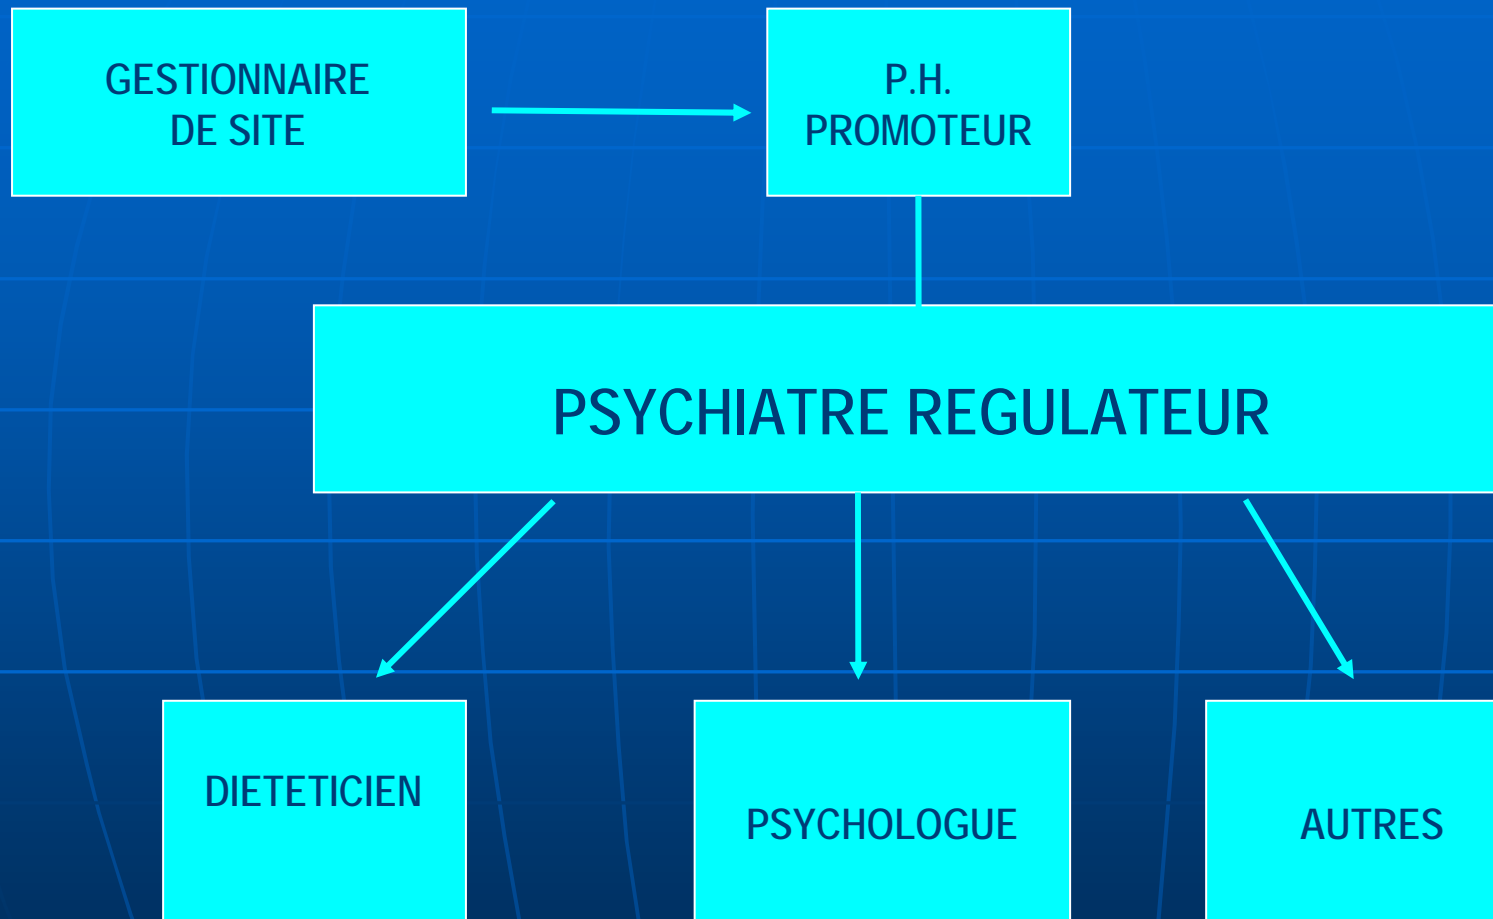 GESTIONNAIRE
DE SITE
P.H.
PROMOTEUR
PSYCHIATRE REGULATEUR
DIETETICIEN
PSYCHOLOGUE
AUTRES